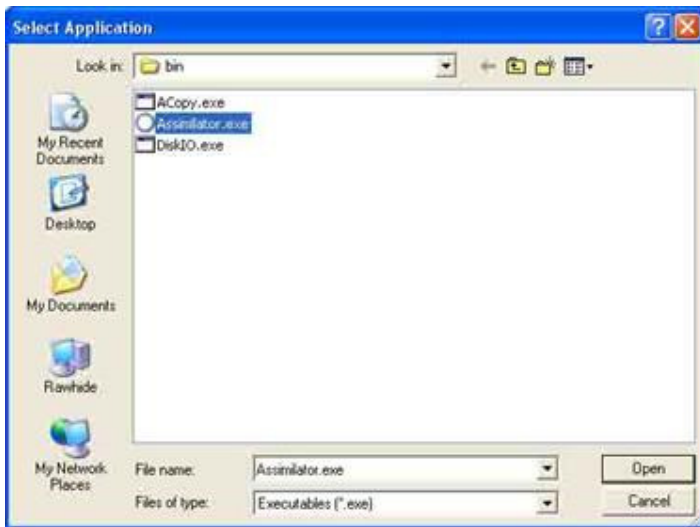 Select Application
Look in:
bin
ACopy.exe
Assimilator.exe
DiskIO.exe
My Recent
Documents
Desktop
My Documents
Rawhide
My Network
Places
File name:
Assimilator.exe
Open
Files of type:
Executables (*.exe)
Cancel